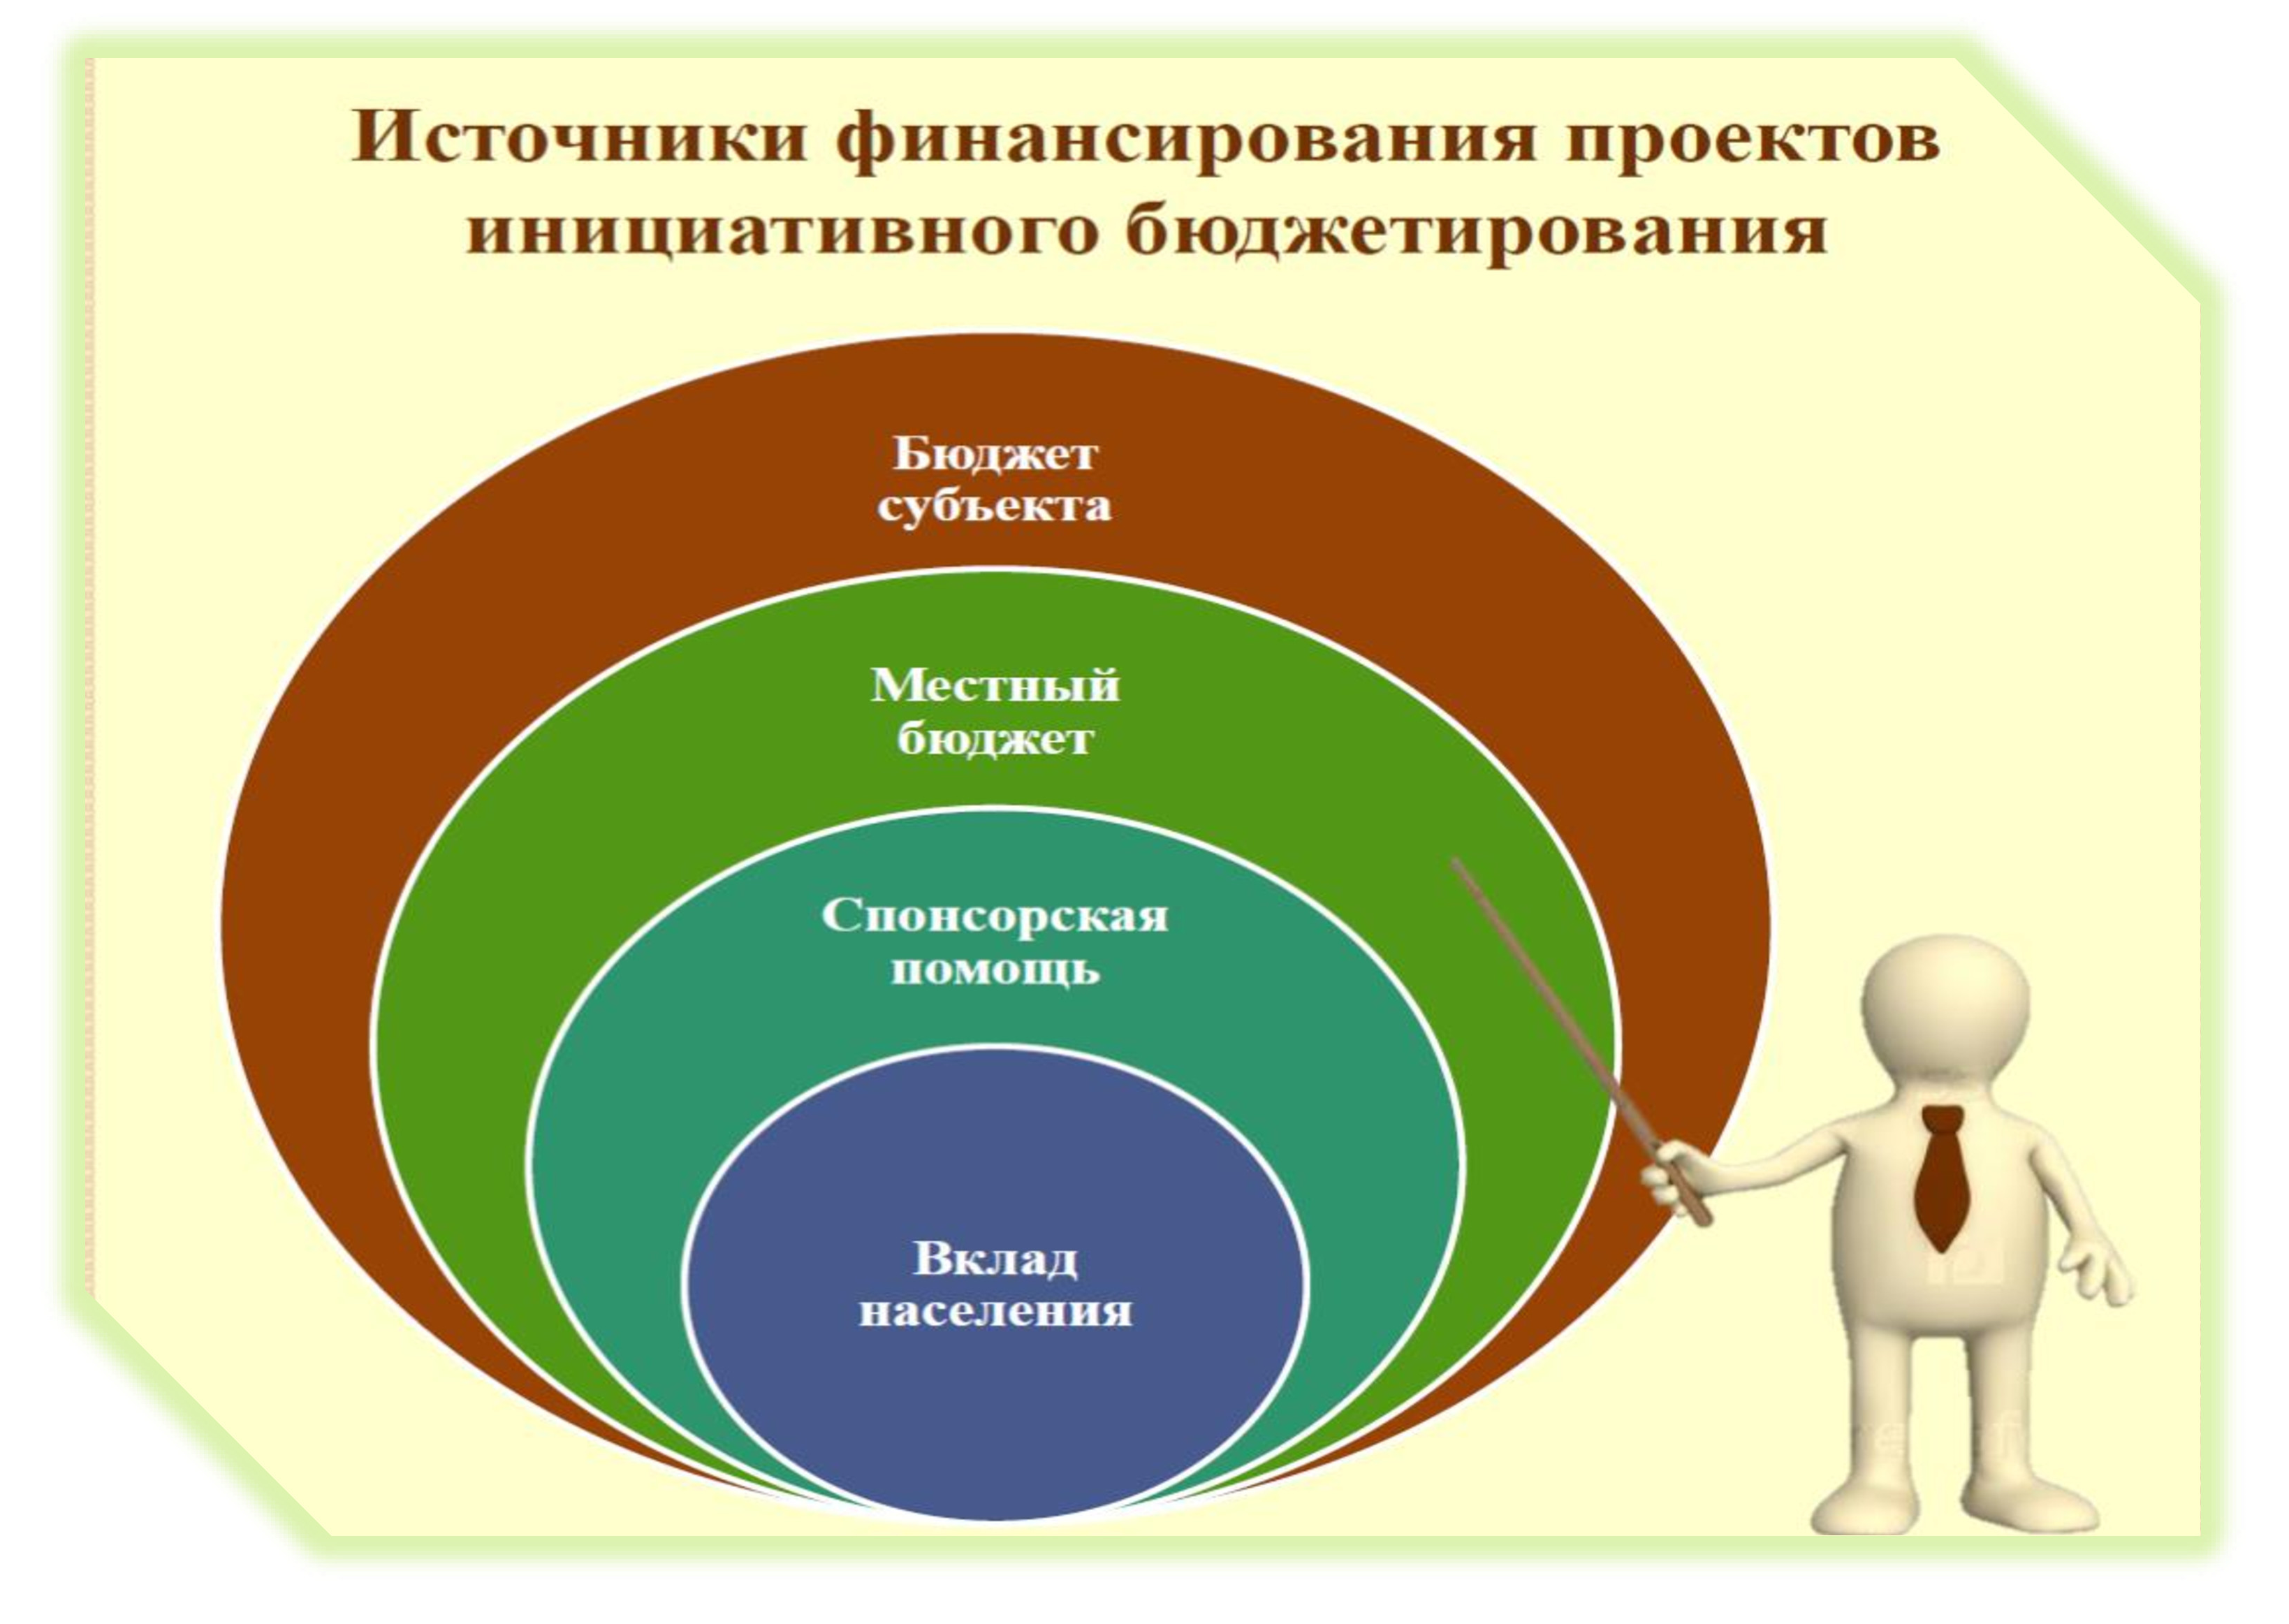 Источники финансирования проектов
инициативного бюджетирования
Бюджет
субъекта
Местный
бюджет
Спонсорская
помощь
Вклад
населения